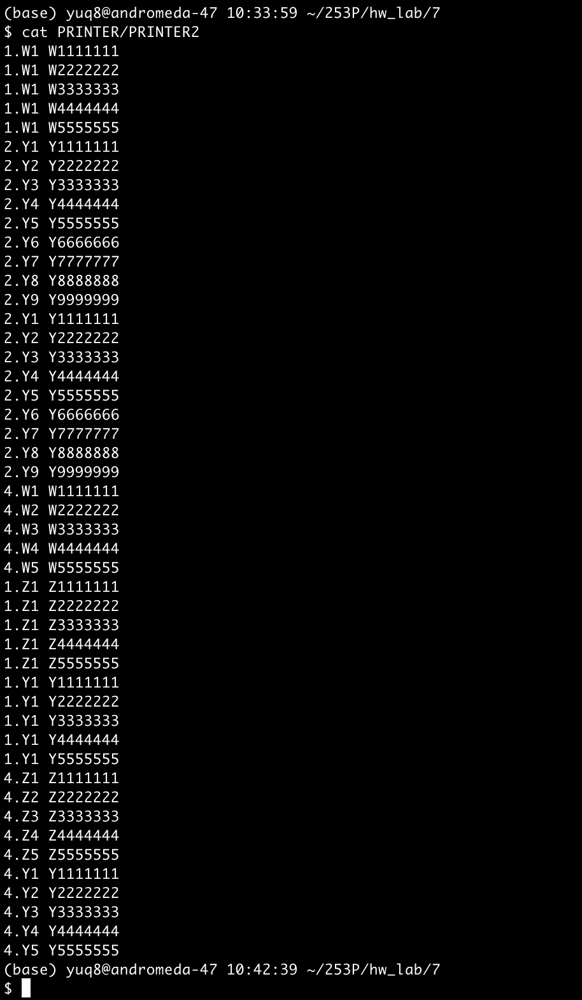 (base) yuq8@andromeda-47 10:33:59 ~/253P/hw_lab/7
$ cat PRINTER/PRINTER2
1.W1 W1111111
1.W1 W2222222
1.W1 W3333333
1.W1 W4444444
1.W1 W5555555
2.Y1 Y1111111
2.Y2 Y2222222
2.Y3 Y3333333
2.Y4 Y4444444
2.Y5 Y5555555
2.Y6 Y6666666
2.Y7 Y7777777
2.Y8 Y8888888
2.Y9 Y9999999
2.Y1 Y1111111
2.Y2 Y2222222
2.Y3 Y3333333
2.Y4 Y4444444
2.Y5 Y5555555
2.Y6 Y6666666
2.Y7 Y7777777
2.Y8 Y8888888
2.Y9 Y9999999
4.W1 W1111111
4.W2 W2222222
4.W3 W3333333
4.W4 W4444444
4.W5 W5555555
1.Z1 Z1111111
1.Z1 Z2222222
1.Z1 Z3333333
1.Z1 Z4444444
1.Z1 Z5555555
1.Y1 Y1111111
1.Y1 Y2222222
1.Y1 Y3333333
1.Y1 Y4444444
1.Y1 Y5555555
4.Z1 Z1111111
4.Z2 Z2222222
4.Z3 Z3333333
4.Z4 Z4444444
4.Z5 Z5555555
4.Y1 Y1111111
4.Y2 Y2222222
4.Y3 Y3333333
4.Y4 Y4444444
4.Y5 Y5555555
(base) yuq8@andromeda-47 10:42:39 ~/253P/hw_lab/7
$